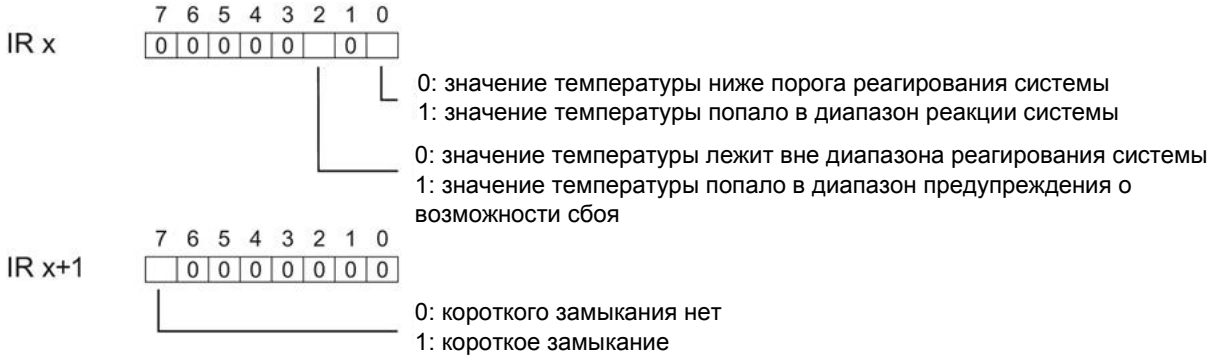 7 6 5 4 3 2 1 0
IR x 0 0 0 0 0 0
0: значение температуры ниже порога реагирования системы
1: значение температуры попало в диапазон реакции системы
0: значение температуры лежит вне диапазона реагирования системы
1: значение температуры попало в диапазон предупреждения о
возможности сбоя
7 6 5 4 3 2 1 0
IR x+1 0 0 0 0 0 0 0
0: короткого замыкания нет
1: короткое замыкание